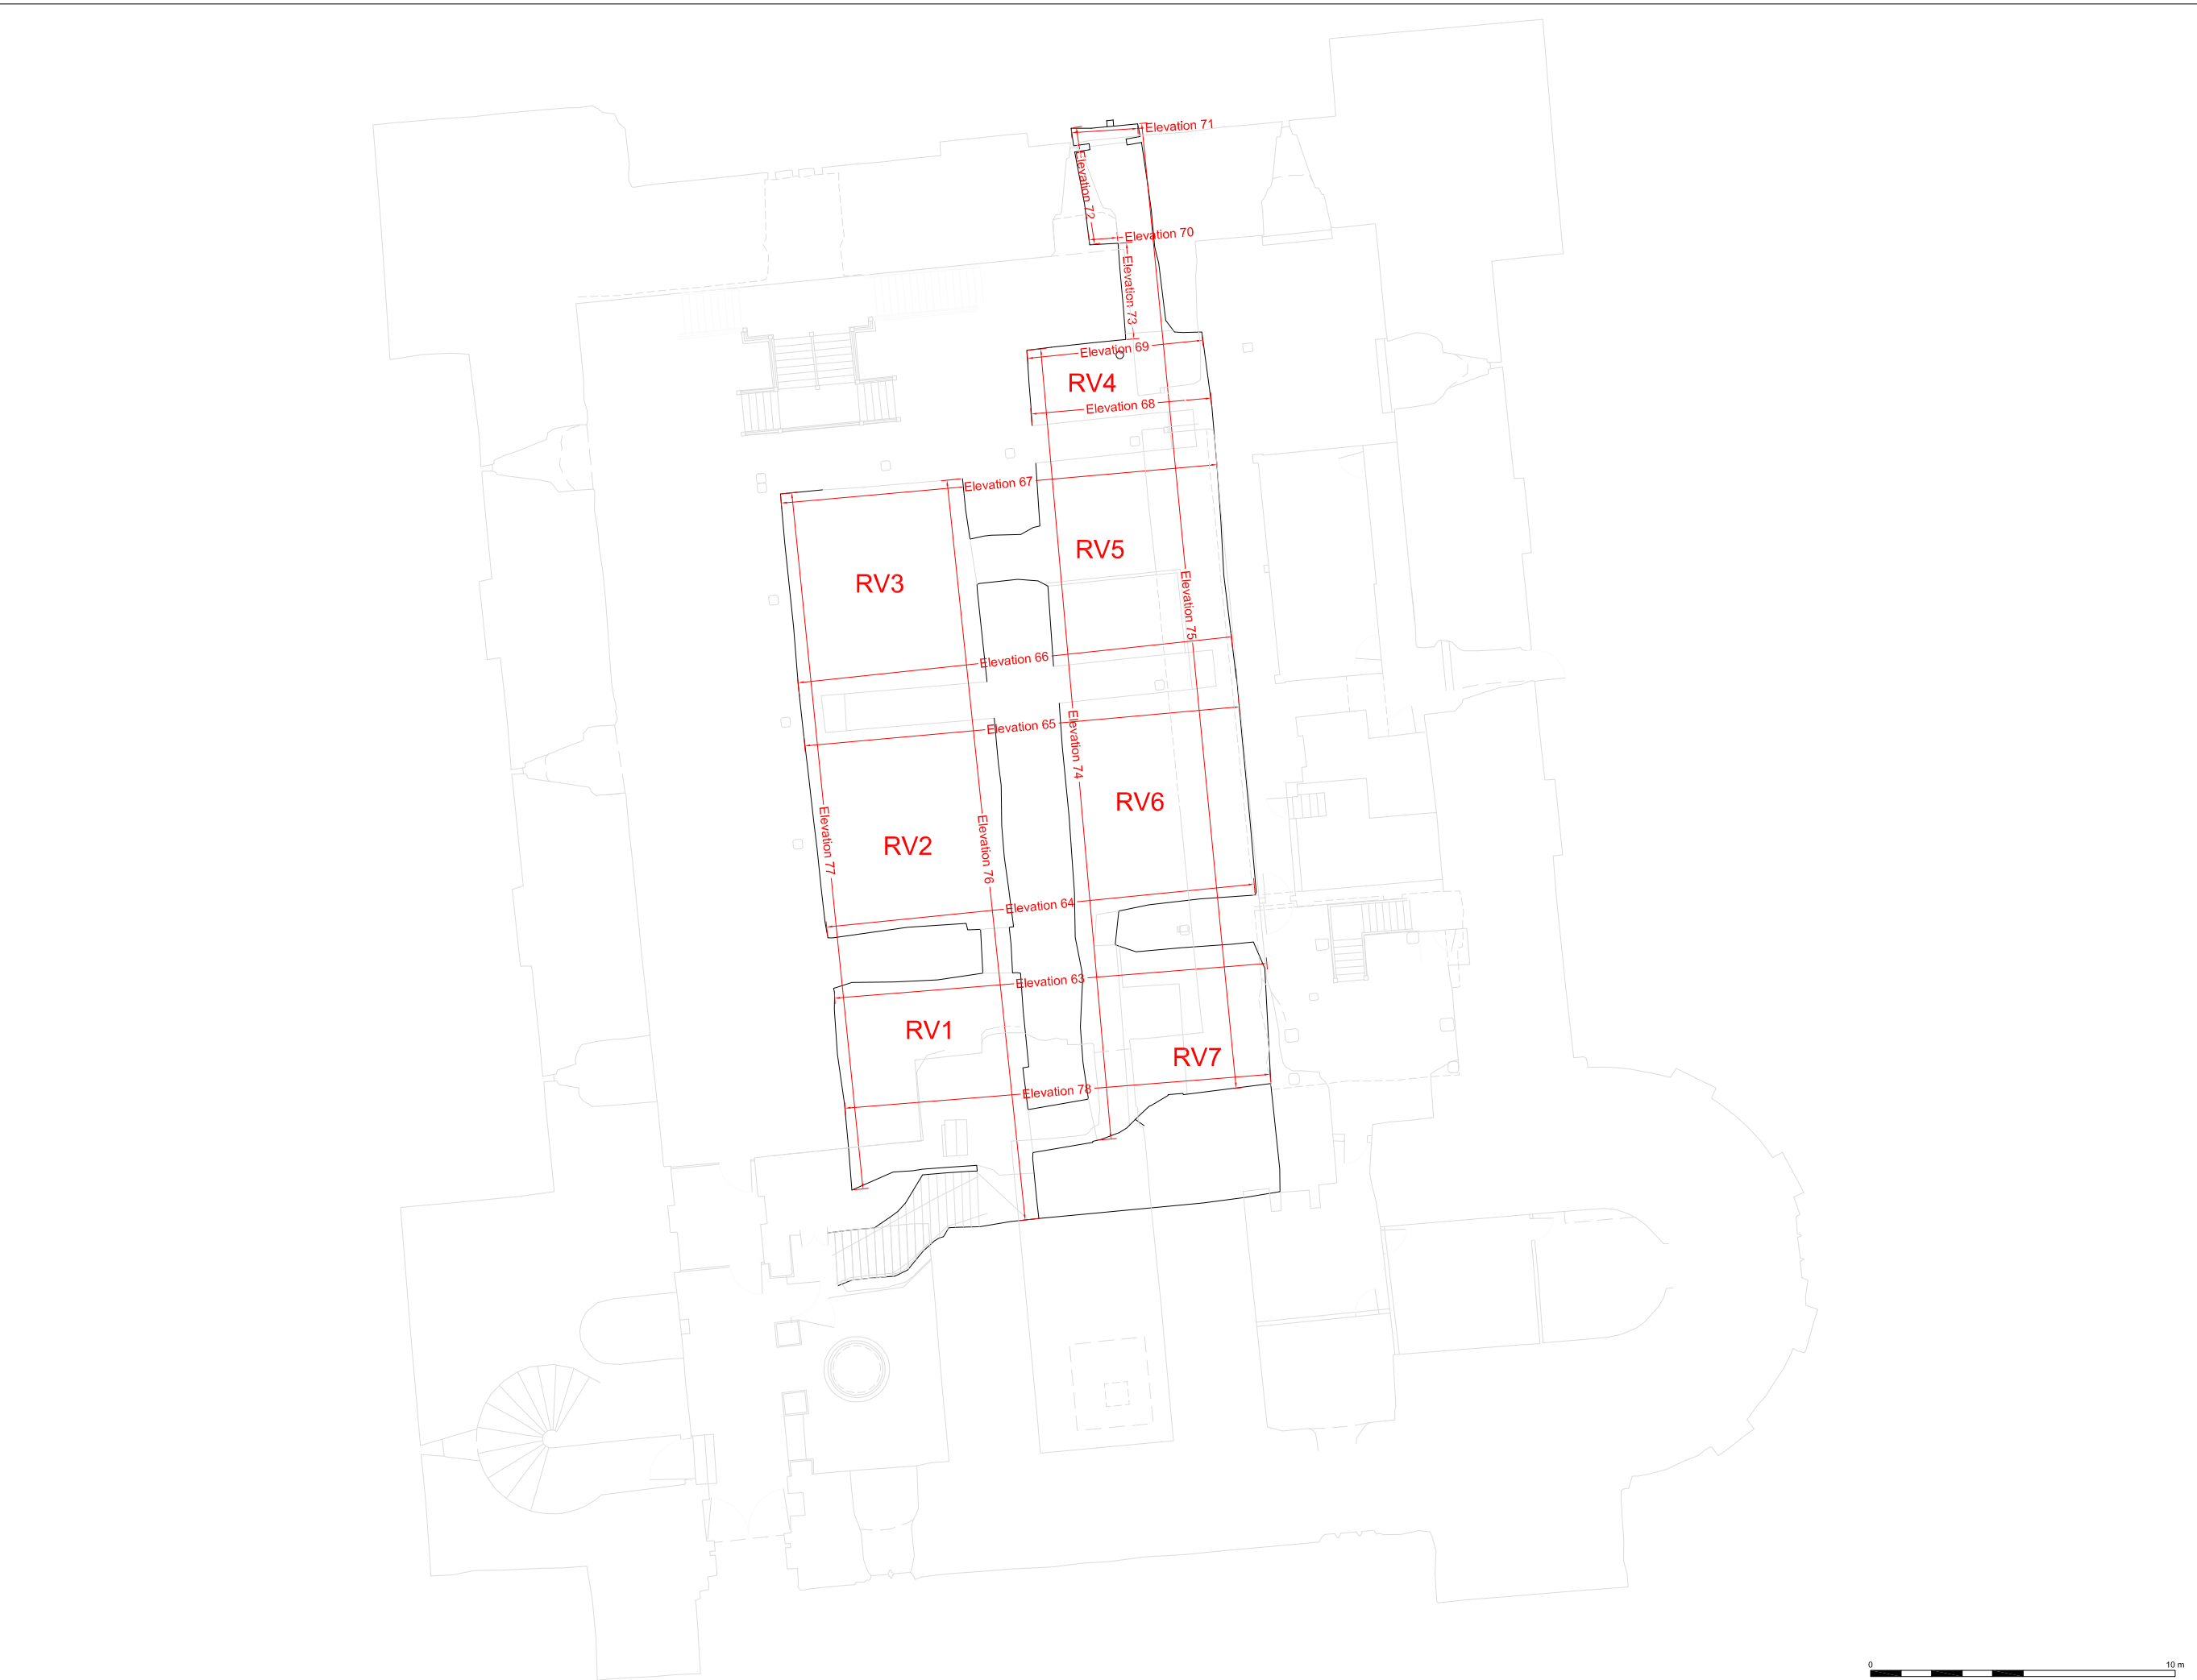 Elevation 71
Elevation 72
Elevation 70
Elevation 73
Elevation 69
RV4
Elevation 68
Elevation 67
RV5
RV3
Elevation 75
Elevation 66
Elevation 65
Elevation 74
RV6
Elevation 77
RV2
Elevation 76
Elevation 64
Elevation 63
RV1
RV7
Elevation 78
0
10 m